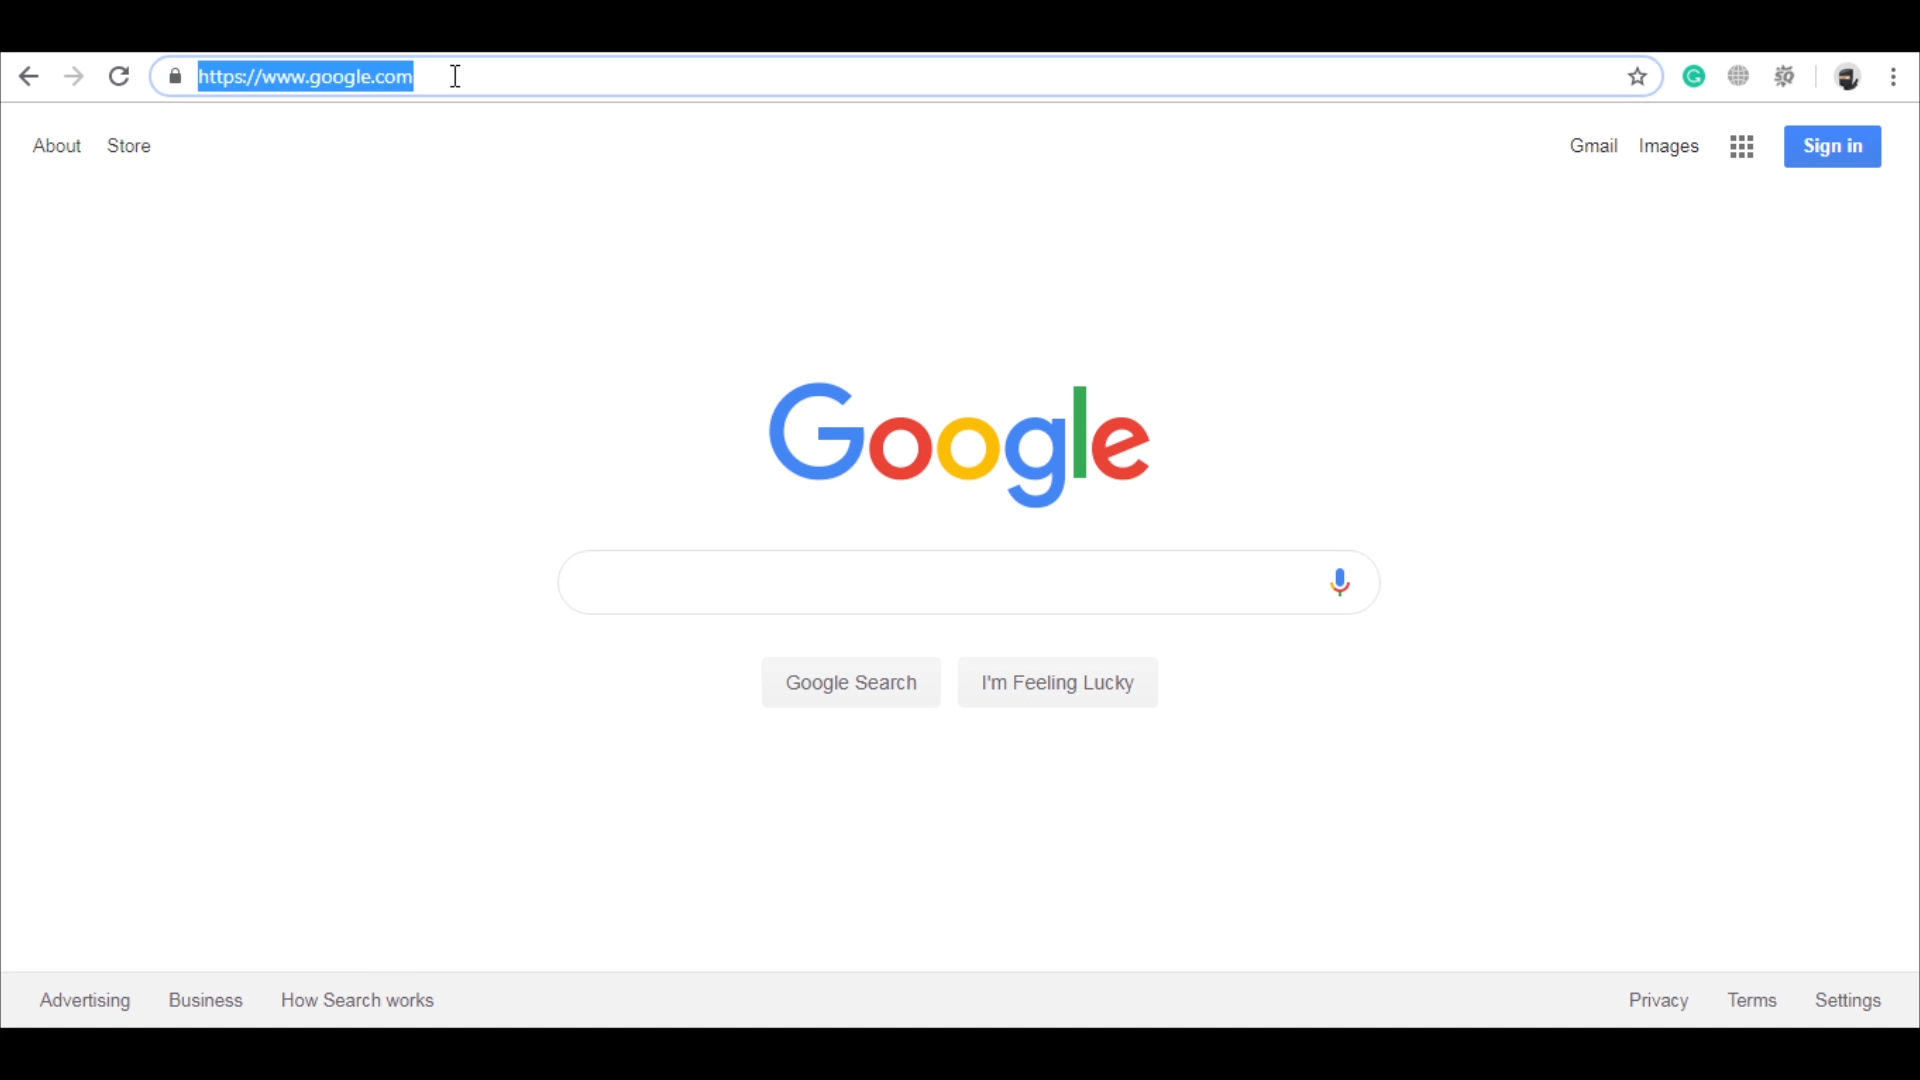 https://www.google.com
About Store
Gmail Images Sign in
Google
Google Search I'm Feeling Lucky
Advertising Business How Search works
Privacy Terms Settings